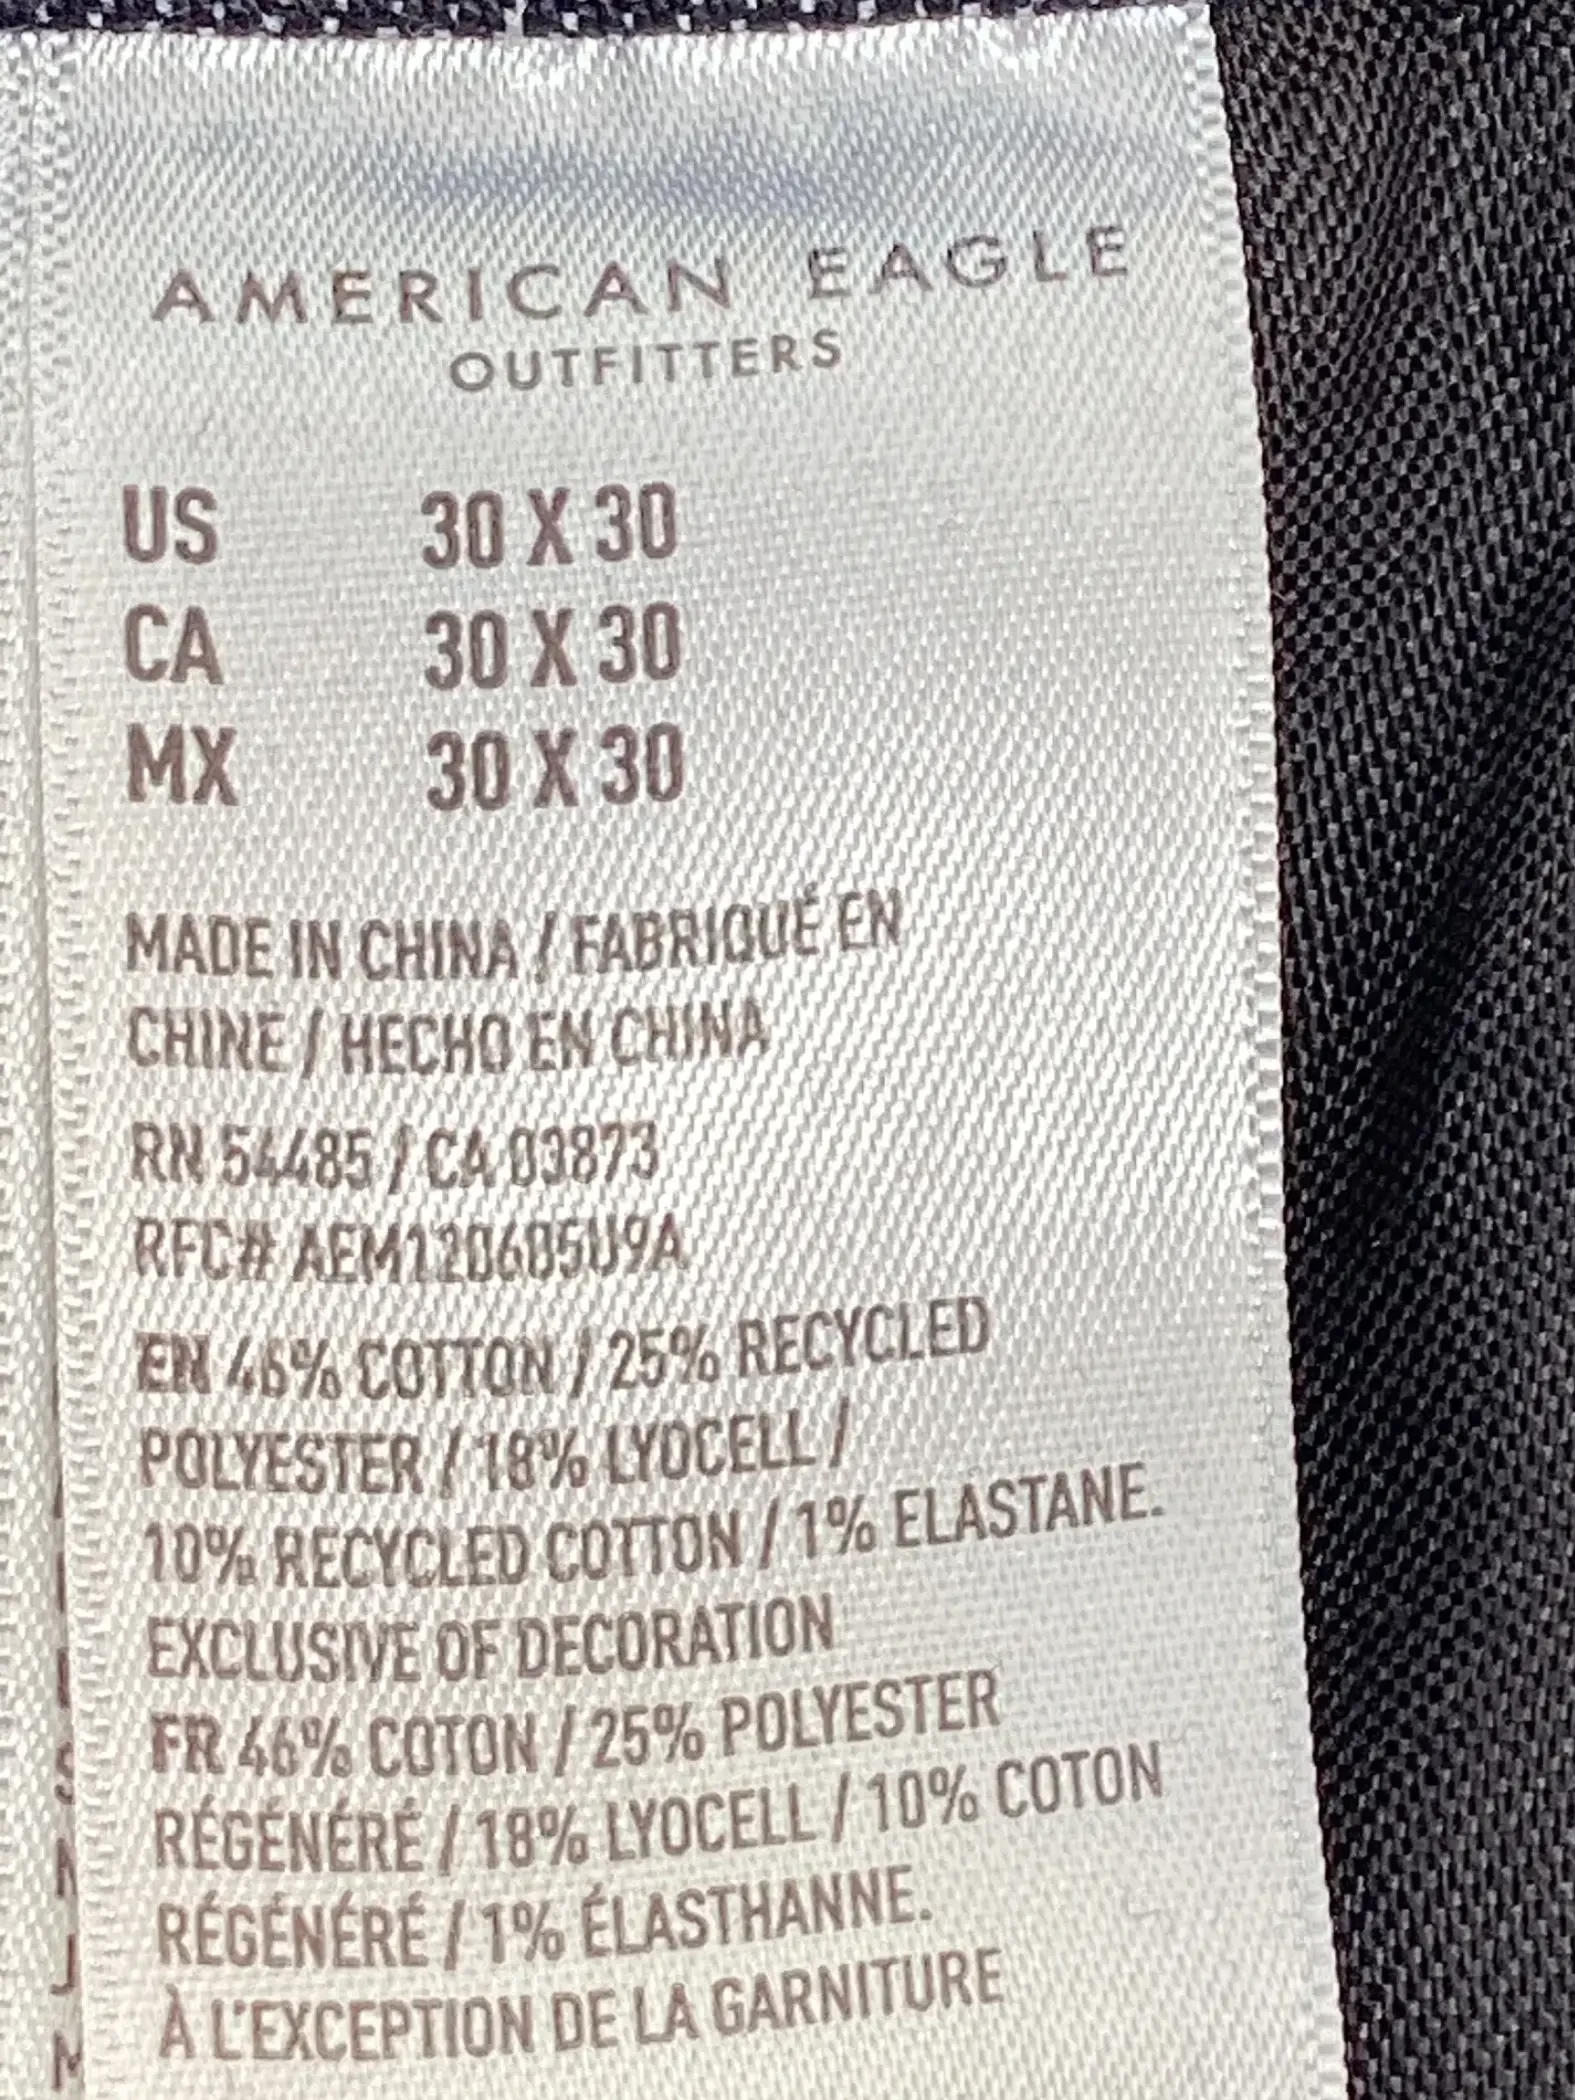 AMERICAN EAGLE
OUTFITTERS
US 30 X 30
CA 30 X 30
MX 30 X 30
MADE IN CHINA / FABRIQUÉ EN
CHINE / HECHO EN CHINA
RN 54485 / CA 03873
RFC# AEM120605U9A
EN 46% COTTON / 25% RECYCLED
POLYESTER / 18% LYOCELL /
10% RECYCLED COTTON / 1% ELASTANE.
EXCLUSIVE OF DECORATION
FR 46% COTON / 25% POLYESTER
RÉGÉNÉRÉ / 18% LYOCELL / 10% COTON
RÉGÉNÉRÉ / 1% ÉLASTHANNE.
À L'EXCEPTION DE LA GARNITURE